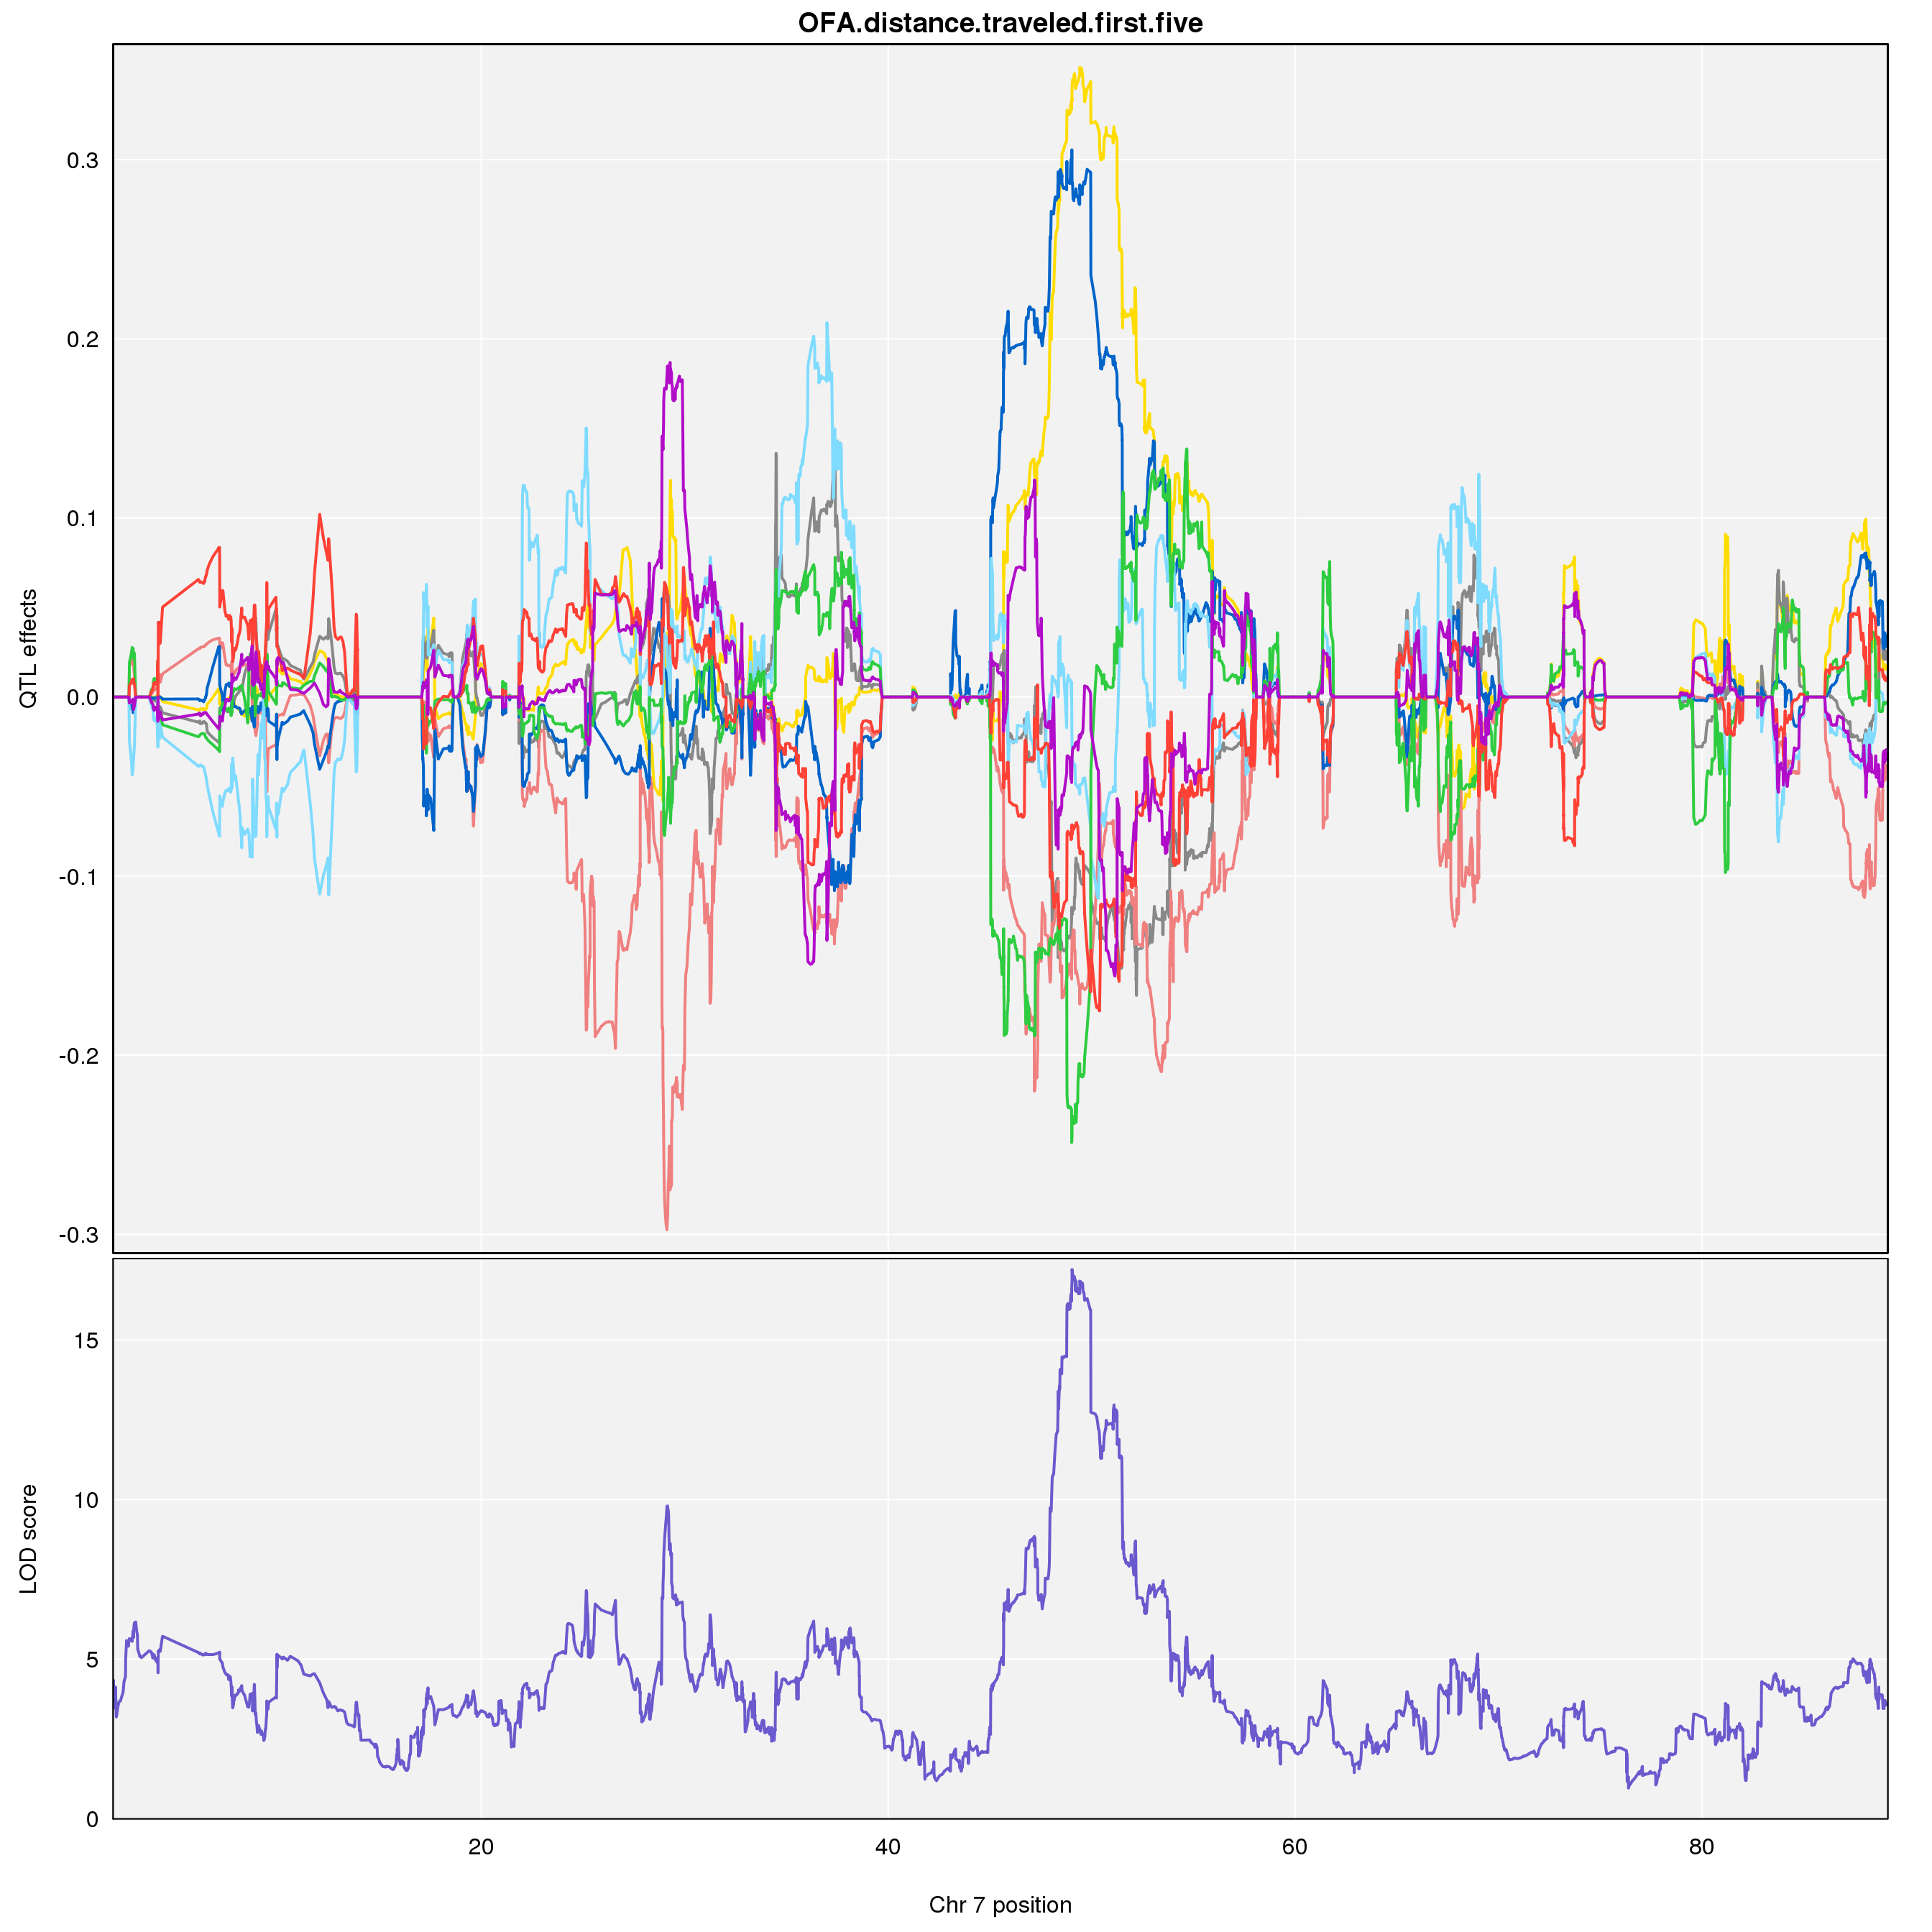 OFA.distance.traveled.first.five
0.3
0.2
0.1
0.0
-0.1
-0.2
-0.3
QTL effects
15
10
5
0
LOD score
20 40 60 80
Chr 7 position